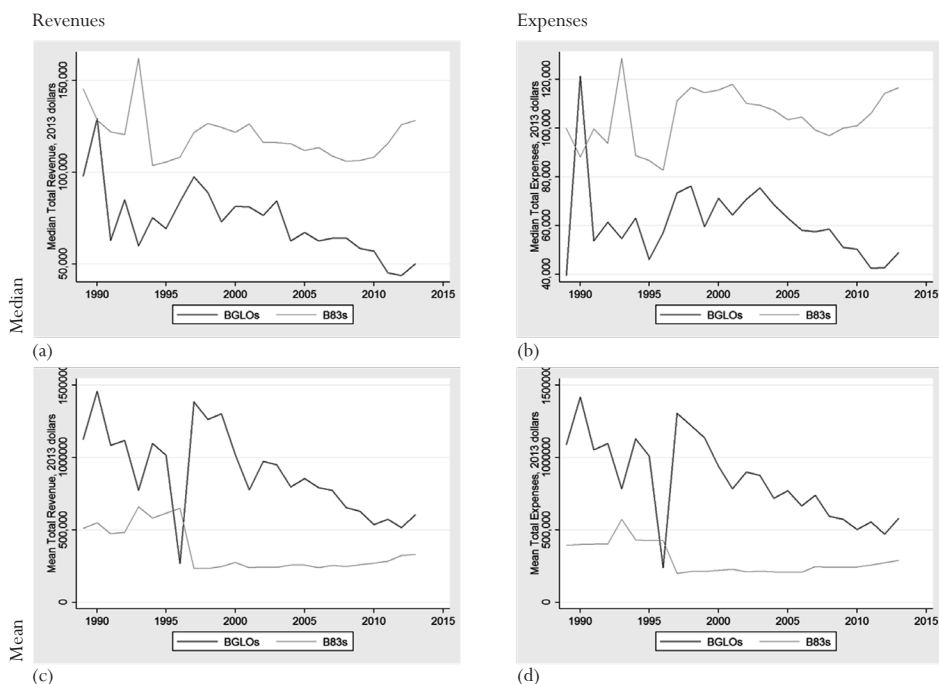 Revenues
Expenses
Median
Median Total Revenue, 2013 dollars
150,000
100,000
50,000
1990 1995 2000 2005 2010 2015
BGLOs B83s
(a)
Median Total Expenses, 2013 dollars
120,000
100,000
80,000
60,000
40,000
1990 1995 2000 2005 2010 2015
BGLOs B83s
(b)
Mean
Mean Total Revenue, 2013 dollars
1000000
500,000
0
1990 1995 2000 2005 2010 2015
BGLOs B83s
(c)
Mean Total Expenses, 2013 dollars
1000000
500,000
0
1990 1995 2000 2005 2010 2015
BGLOs B83s
(d)